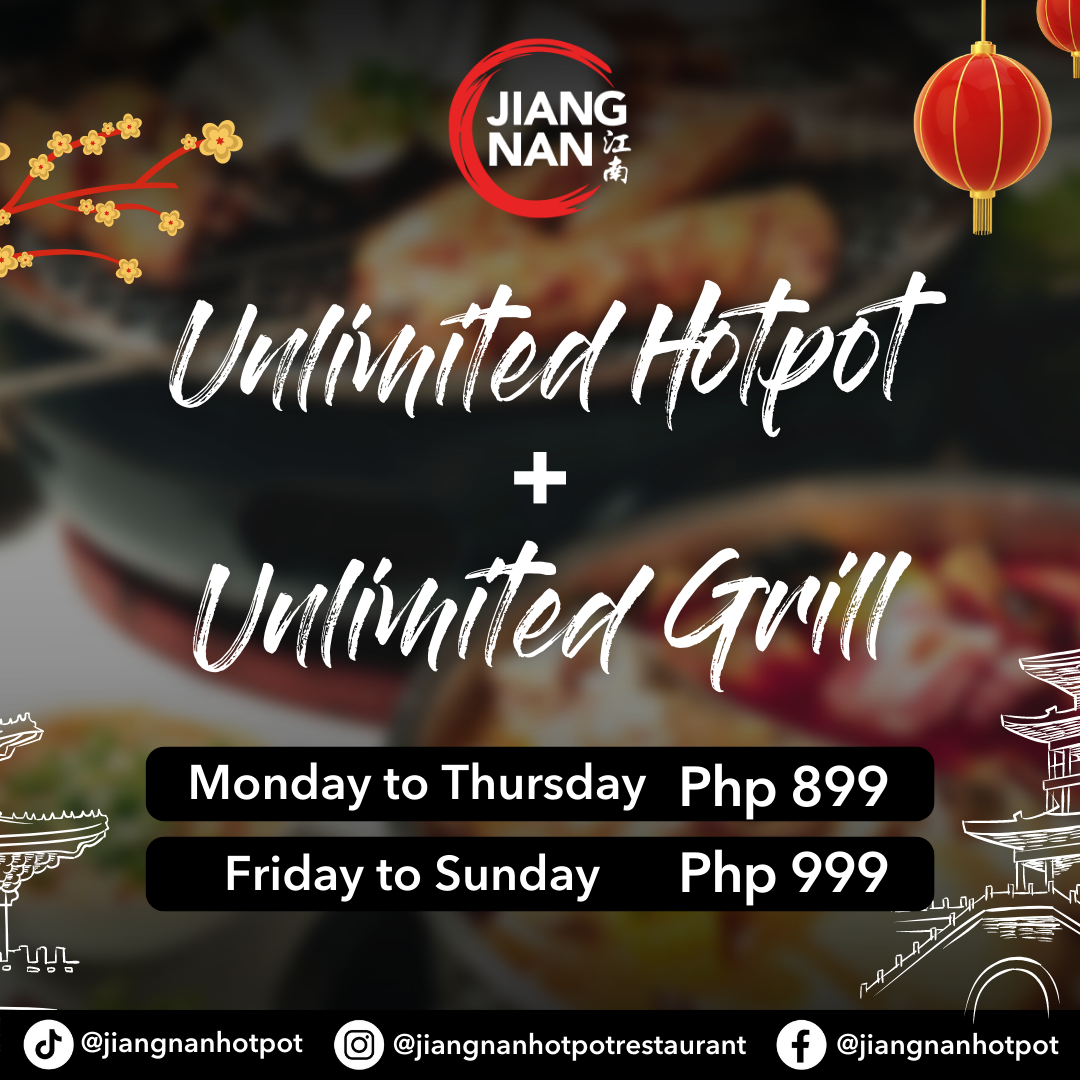 JIANG
NAN 江南
Unlimited Hotpot
+
Unlimited Grill
Monday to Thursday Php 899
Friday to Sunday Php 999
@jiangnanhotpot @jiangnanhotpotrestaurant @jiangnanhotpot